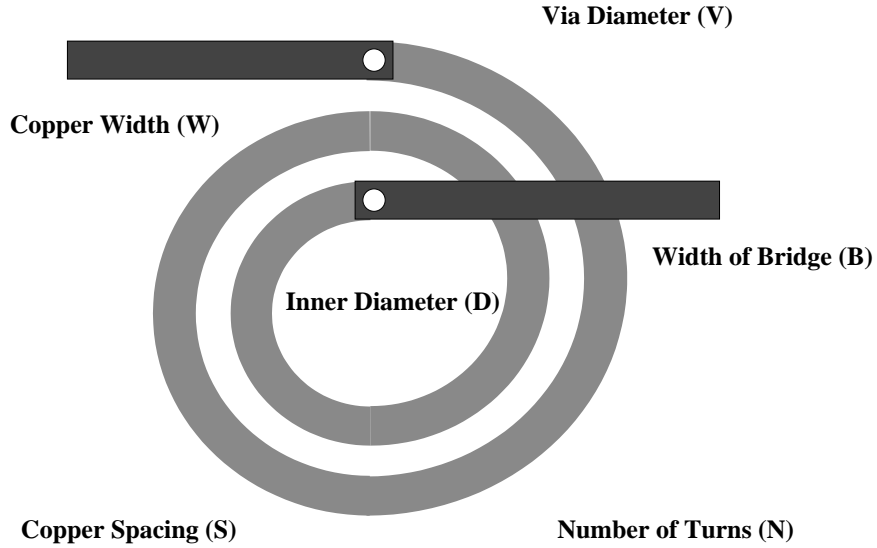 Via Diameter (V)
Copper Width (W)
Width of Bridge (B)
Inner Diameter (D)
Copper Spacing (S)
Number of Turns (N)